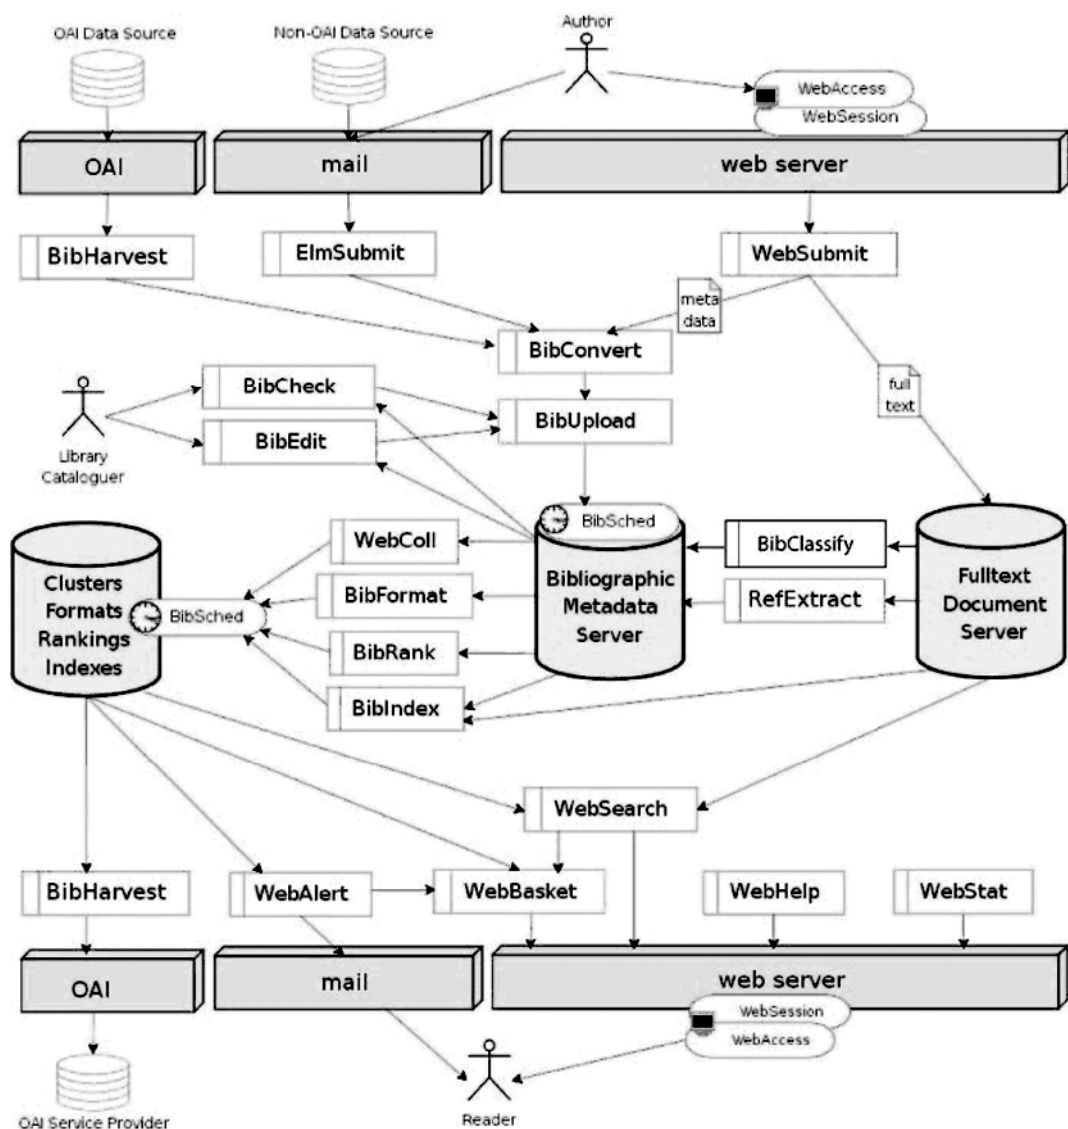 Author
OAI Data Source
Non-OAI Data Source
WebAccess
WebSession
OAI
mail
web server
BibHarvest
ElmSubmit
WebSubmit
meta
data
BibConvert
full
text
BibCheck
BibUpload
BibEdit
Library
Cataloguer
BibSched
WebColl
BibClassify
Clusters
Formats
Rankings
Indexes
BibSched
BibFormat
Bibliographic
Metadata
Server
RefExtract
Fulltext
Document
Server
BibRank
BibIndex
WebSearch
BibHarvest
WebAlert
WebBasket
WebHelp
WebStat
OAI
mail
web server
WebSession
WebAccess
OAI Service Provider
Reader